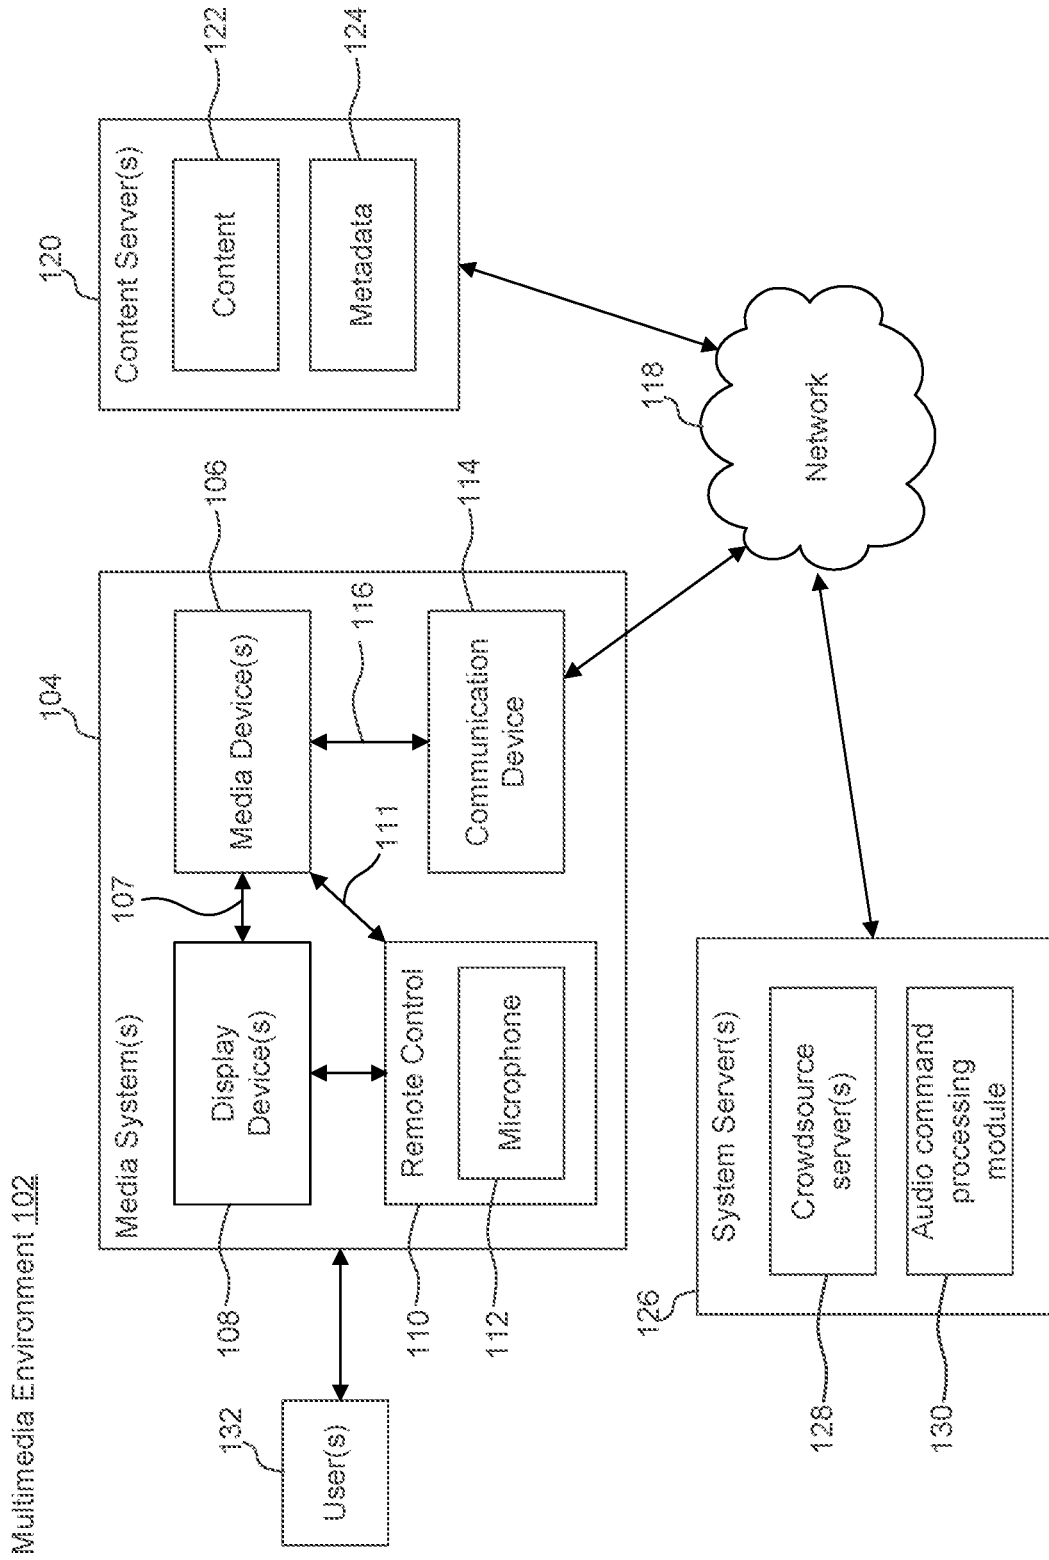 Multimedia Environment 102
104
Media System(s)
132
User(s)
108
Display
Device(s)
107
Media Device(s)
106
110
Remote Control
111
116
112
Microphone
Communication
Device
114
120
Content Server(s)
Content
122
Metadata
124
118
Network
126
System Server(s)
128
Crowdsource
server(s)
130
Audio command
processing
module